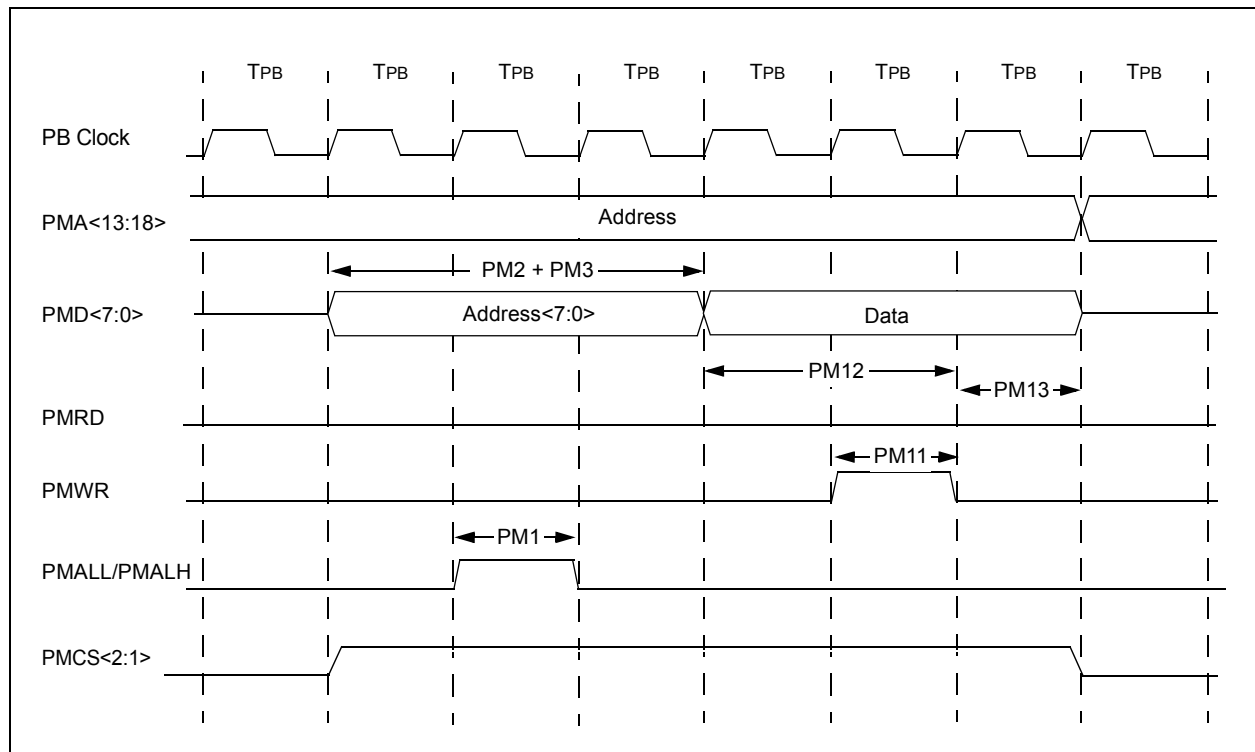 TPB TPB TPB TPB TPB TPB TPB TPB
PB Clock
PMA<13:18>
Address
PM2 + PM3
PMD<7:0>
Address<7:0>
Data
PM12
PM13
PMRD
PM11
PMWR
PM1
PMALL/PMALH
PMCS<2:1>